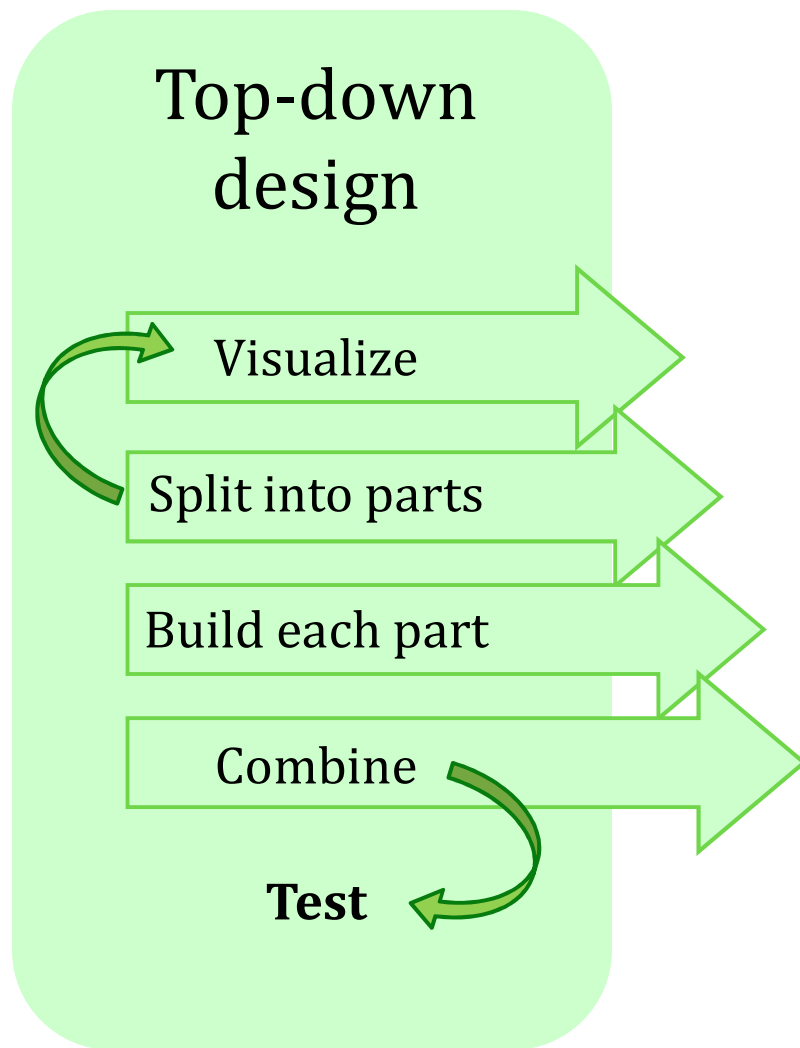 Top-down
design
Visualize
Split into parts
Build each part
Combine
Test